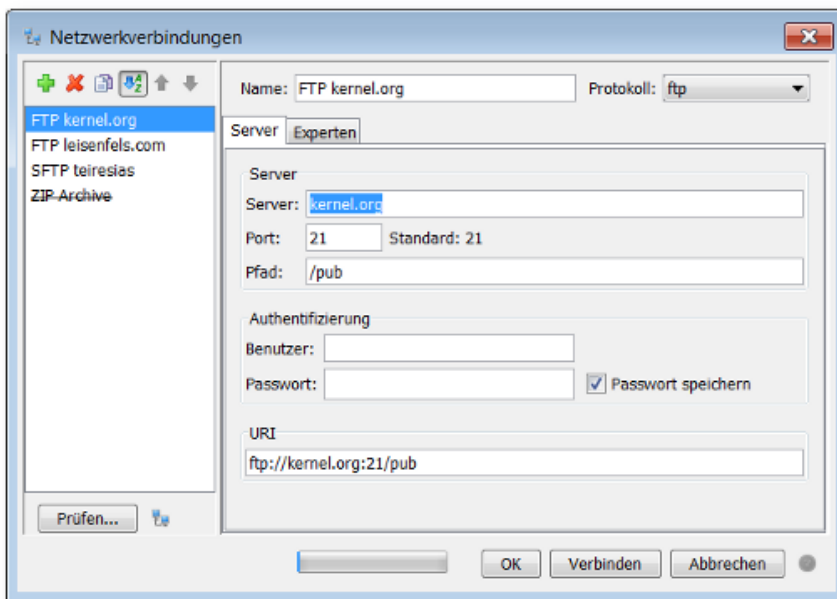 Netzwerkverbindungen
Name: FTP kernel.org Protokoll: ftp
FTP kernel.org
FTP leisenfels.com
SFTP teiresias
ZIP Archive
Server Experten
Server
Server: kernel.org
Port: 21 Standard: 21
Pfad: /pub
Authentifizierung
Benutzer:
Passwort: Passwort speichern
URI
ftp://kernel.org:21/pub
Prüfen...
OK Verbinden Abbrechen